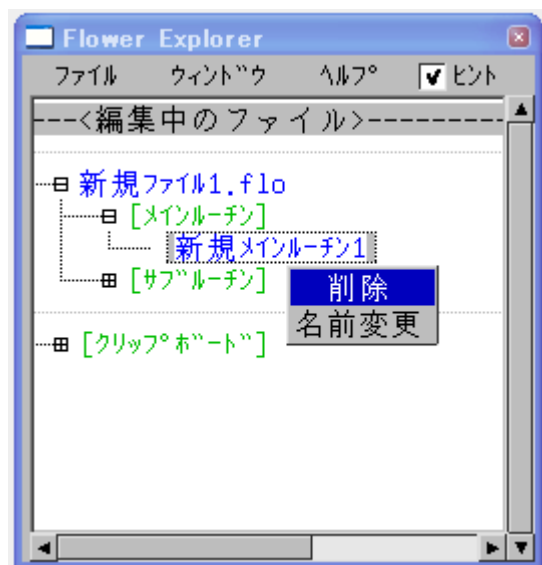 Flower Explorer
ﾌｧｲﾙ ｳｨﾝﾄﾞｳ ﾍﾙﾌﾟ ﾋﾝﾄ
---<編集中のファイル>---------
新規ﾌｧｲﾙ1.flo
[ﾒｲﾝﾙｰﾁﾝ]
新規ﾒｲﾝﾙｰﾁﾝ1
[ｻﾌﾞﾙｰﾁﾝ]
削除
名前変更
[ｸﾘｯﾌﾟﾎﾞｰﾄﾞ]